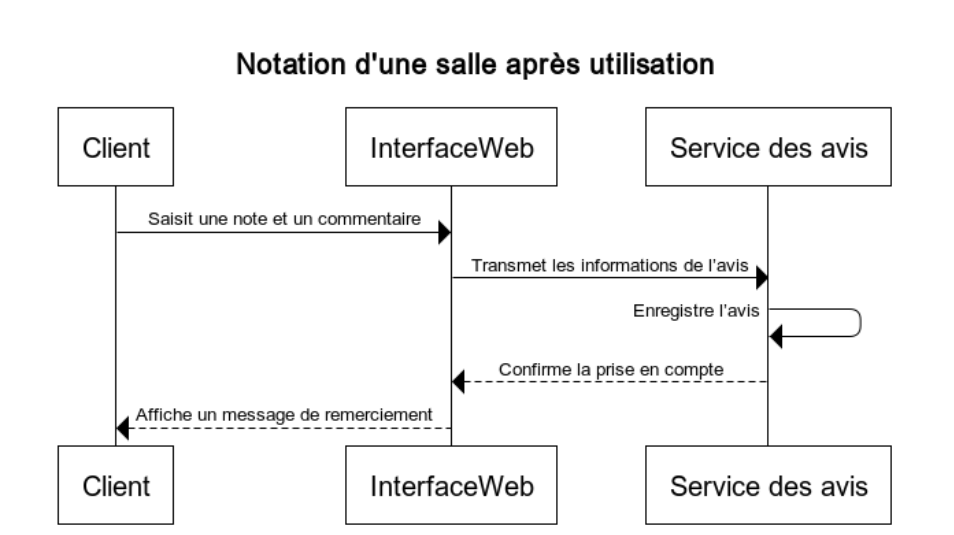 Notation d'une salle après utilisation
Client
InterfaceWeb
Service des avis
Saisit une note et un commentaire
Transmet les informations de l'avis
Enregistre l'avis
Confirme la prise en compte
Affiche un message de remerciement
Client
InterfaceWeb
Service des avis